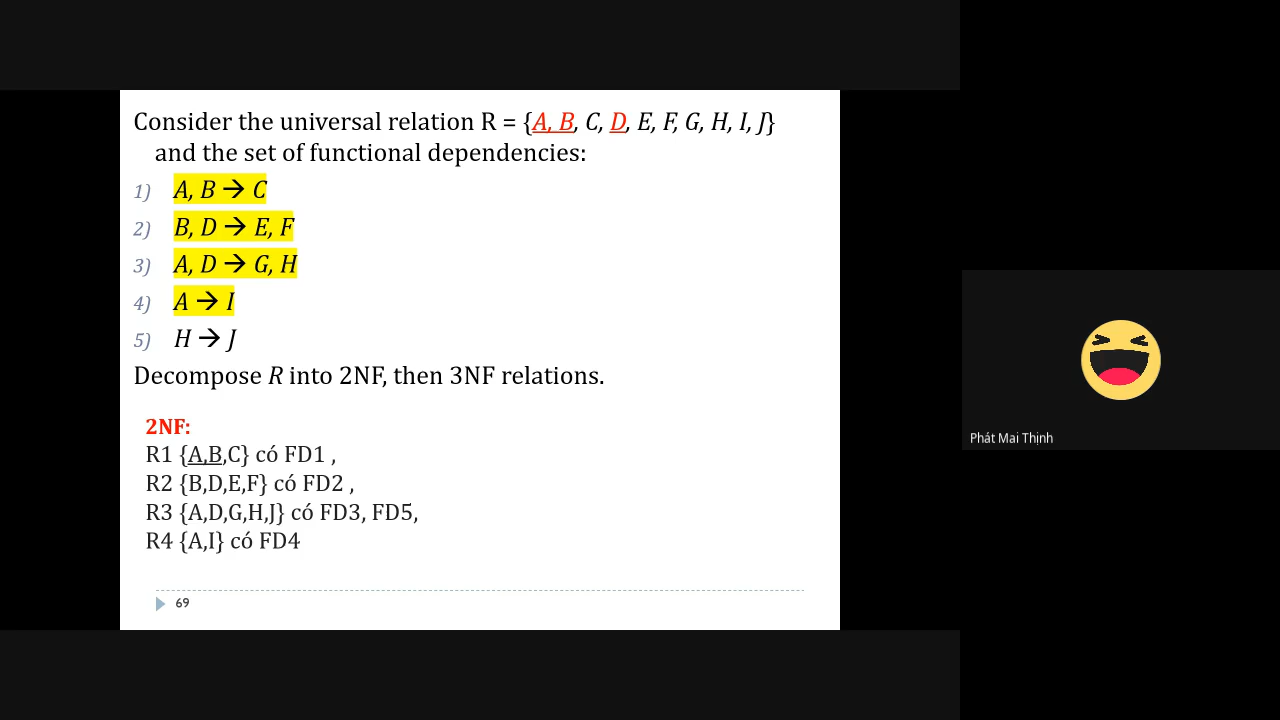 Consider the universal relation R = {A, B, C, D, E, F, G, H, I, J}
and the set of functional dependencies:
1) A, B → C
2) B, D → E, F
3) A, D → G, H
4) A → I
5) H → J
Decompose R into 2NF, then 3NF relations.
2NF:
R1 {A,B,C} có FD1 ,
R2 {B,D,E,F} có FD2 ,
R3 {A,D,G,H,J} có FD3, FD5,
R4 {A,I} có FD4
69
Phát Mai Thịnh